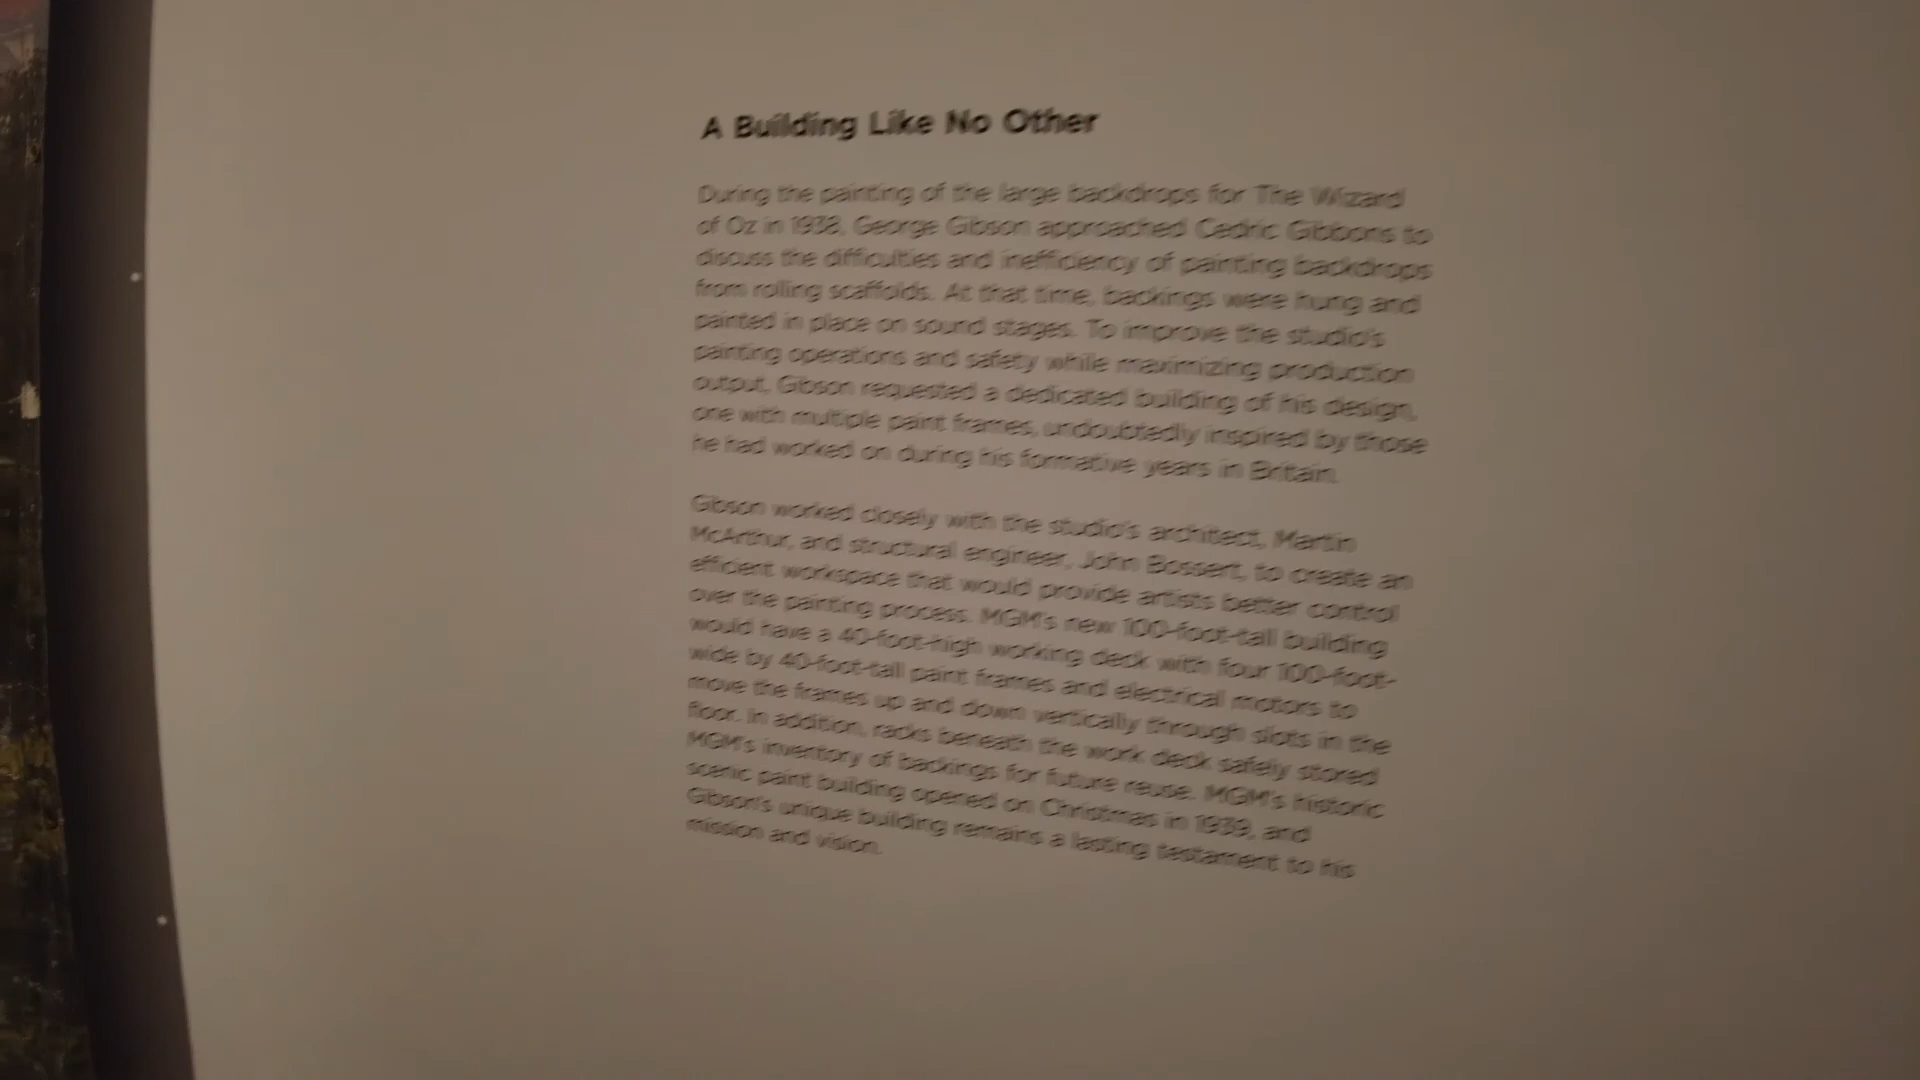 A Building Like No Other
During the painting of the large backdrops for The Wizard
of Oz in 1938, George Gibson approached Cedric Gibbons to
discuss the difficulties and inefficiency of painting backdrops
from rolling scaffolds. At that time, backings were hung and
painted in place on sound stages. To improve the studio's
painting operations and safety while maximizing production
output, Gibson requested a dedicated building of his design,
one with multiple paint frames, undoubtedly inspired by those
he had worked on during his formative years in Britain.
Gibson worked closely with the studio's architect, Martin
McArthur, and structural engineer, John Bossert, to create an
efficient workspace that would provide artists better control
over the painting process. MGM's new 100-foot-tall building
would have a 40-foot-high working deck with four 100-foot-
wide by 40-foot-tall paint frames and electrical motors to
move the frames up and down vertically through slots in the
floor. In addition, racks beneath the work deck safely stored
MGM's inventory of backings for future reuse. MGM's historic
scenic paint building opened on Christmas in 1939, and
Gibson's unique building remains a lasting testament to his
mission and vision.